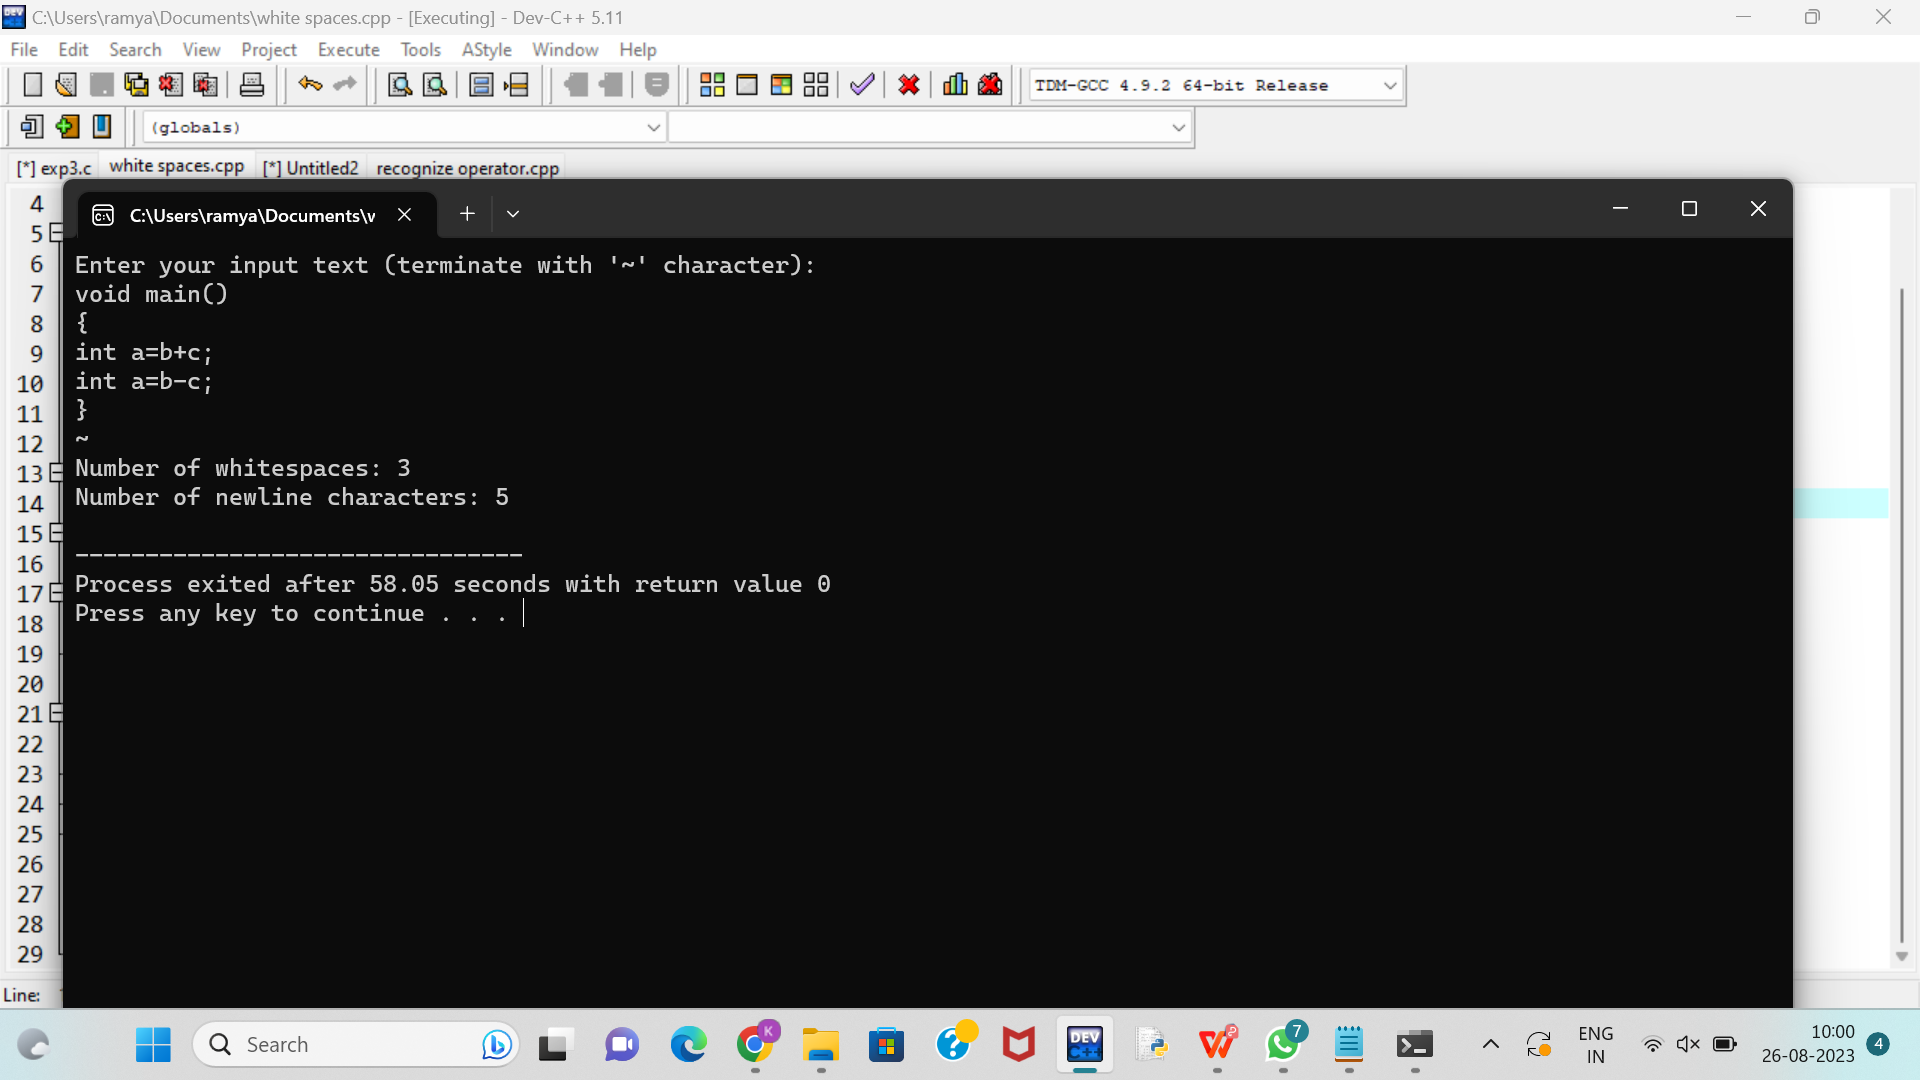 C:\Users\ramya\Documents\white spaces.cpp - [Executing] - Dev-C++ 5.11
File Edit Search View Project Execute Tools AStyle Window Help
TDM-GCC 4.9.2 64-bit Release
(globals)
[*] exp3.c white spaces.cpp [*] Untitled2 recognize operator.cpp
C:\Users\ramya\Documents\w
4
5
6
7
8
9
10
11
12
13
14
15
16
17
18
19
20
21
22
23
24
25
26
27
28
29
Enter your input text (terminate with '~' character):
void main()
{
int a=b+c;
int a=b-c;
}
~
Number of whitespaces: 3
Number of newline characters: 5
--------------------------------
Process exited after 58.05 seconds with return value 0
Press any key to continue . . .
Line:
Search
K
DEV
C++
7
ENG
IN
10:00
26-08-2023
4